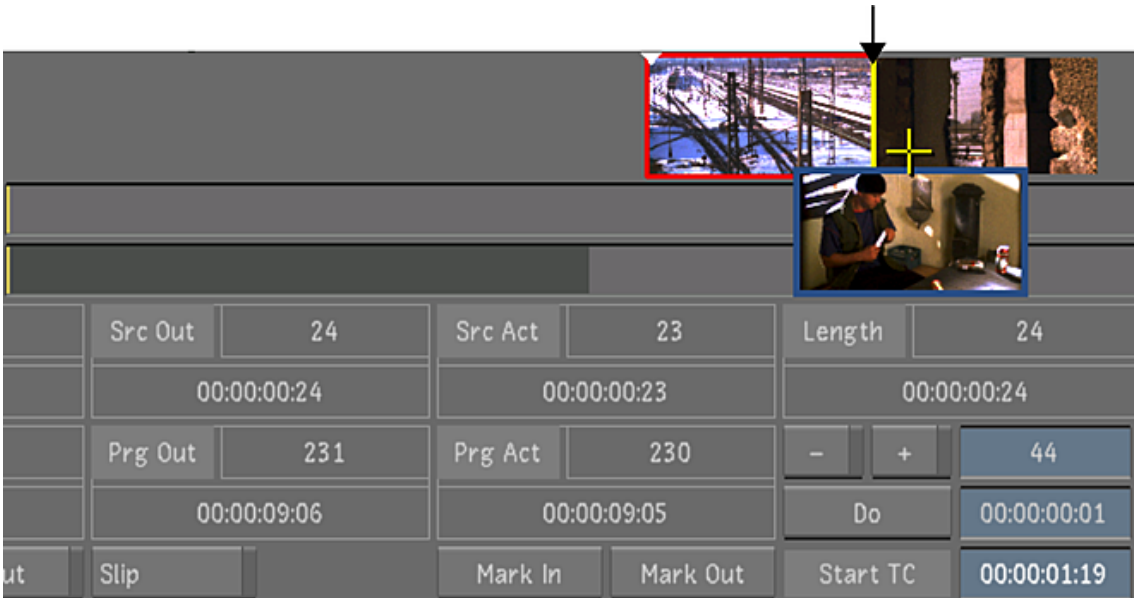 Src Out 24 Src Act 23 Length 24
00:00:00:24 00:00:00:23 00:00:00:24
Prg Out 231 Prg Act 230 - + 44
00:00:09:06 00:00:09:05 Do 00:00:00:01
ut Slip Mark In Mark Out Start TC 00:00:01:19